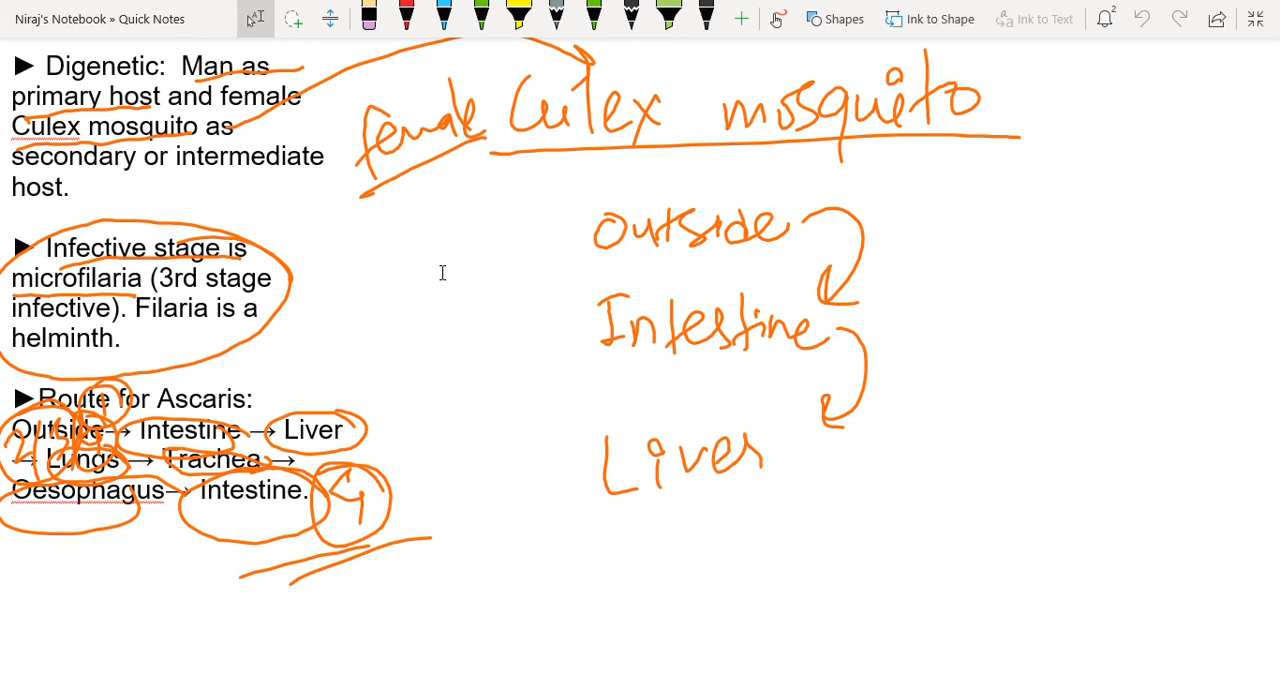 Niraj's Notebook » Quick Notes
Shapes
Ink to Shape
Ink to Text
2
► Digenetic: Man as
primary host and female
Culex mosquito as
secondary or intermediate
host.
► Infective stage is
microfilaria (3rd stage
infective). Filaria is a
helminth.
►Route for Ascaris:
Outside→ Intestine → Liver
→ Lungs → Trachea →
Oesophagus→ Intestine.
female Culex mosquito
Outside
Intestine
Liver
4